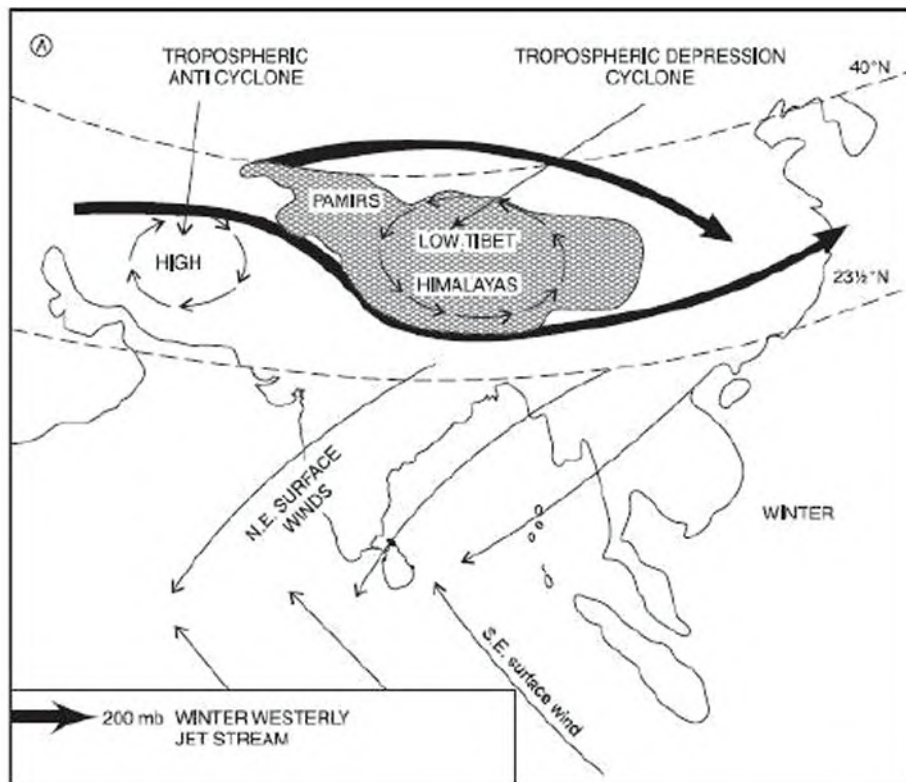 A
TROPOSPHERIC
ANTI CYCLONE
TROPOSPHERIC DEPRESSION
CYCLONE
40°N
PAMIRS
HIGH
LOW TIBET
HIMALAYAS
23½°N
N.E. SURFACE
WINDS
WINTER
S.E. surface wind
200 mb WINTER WESTERLY
JET STREAM